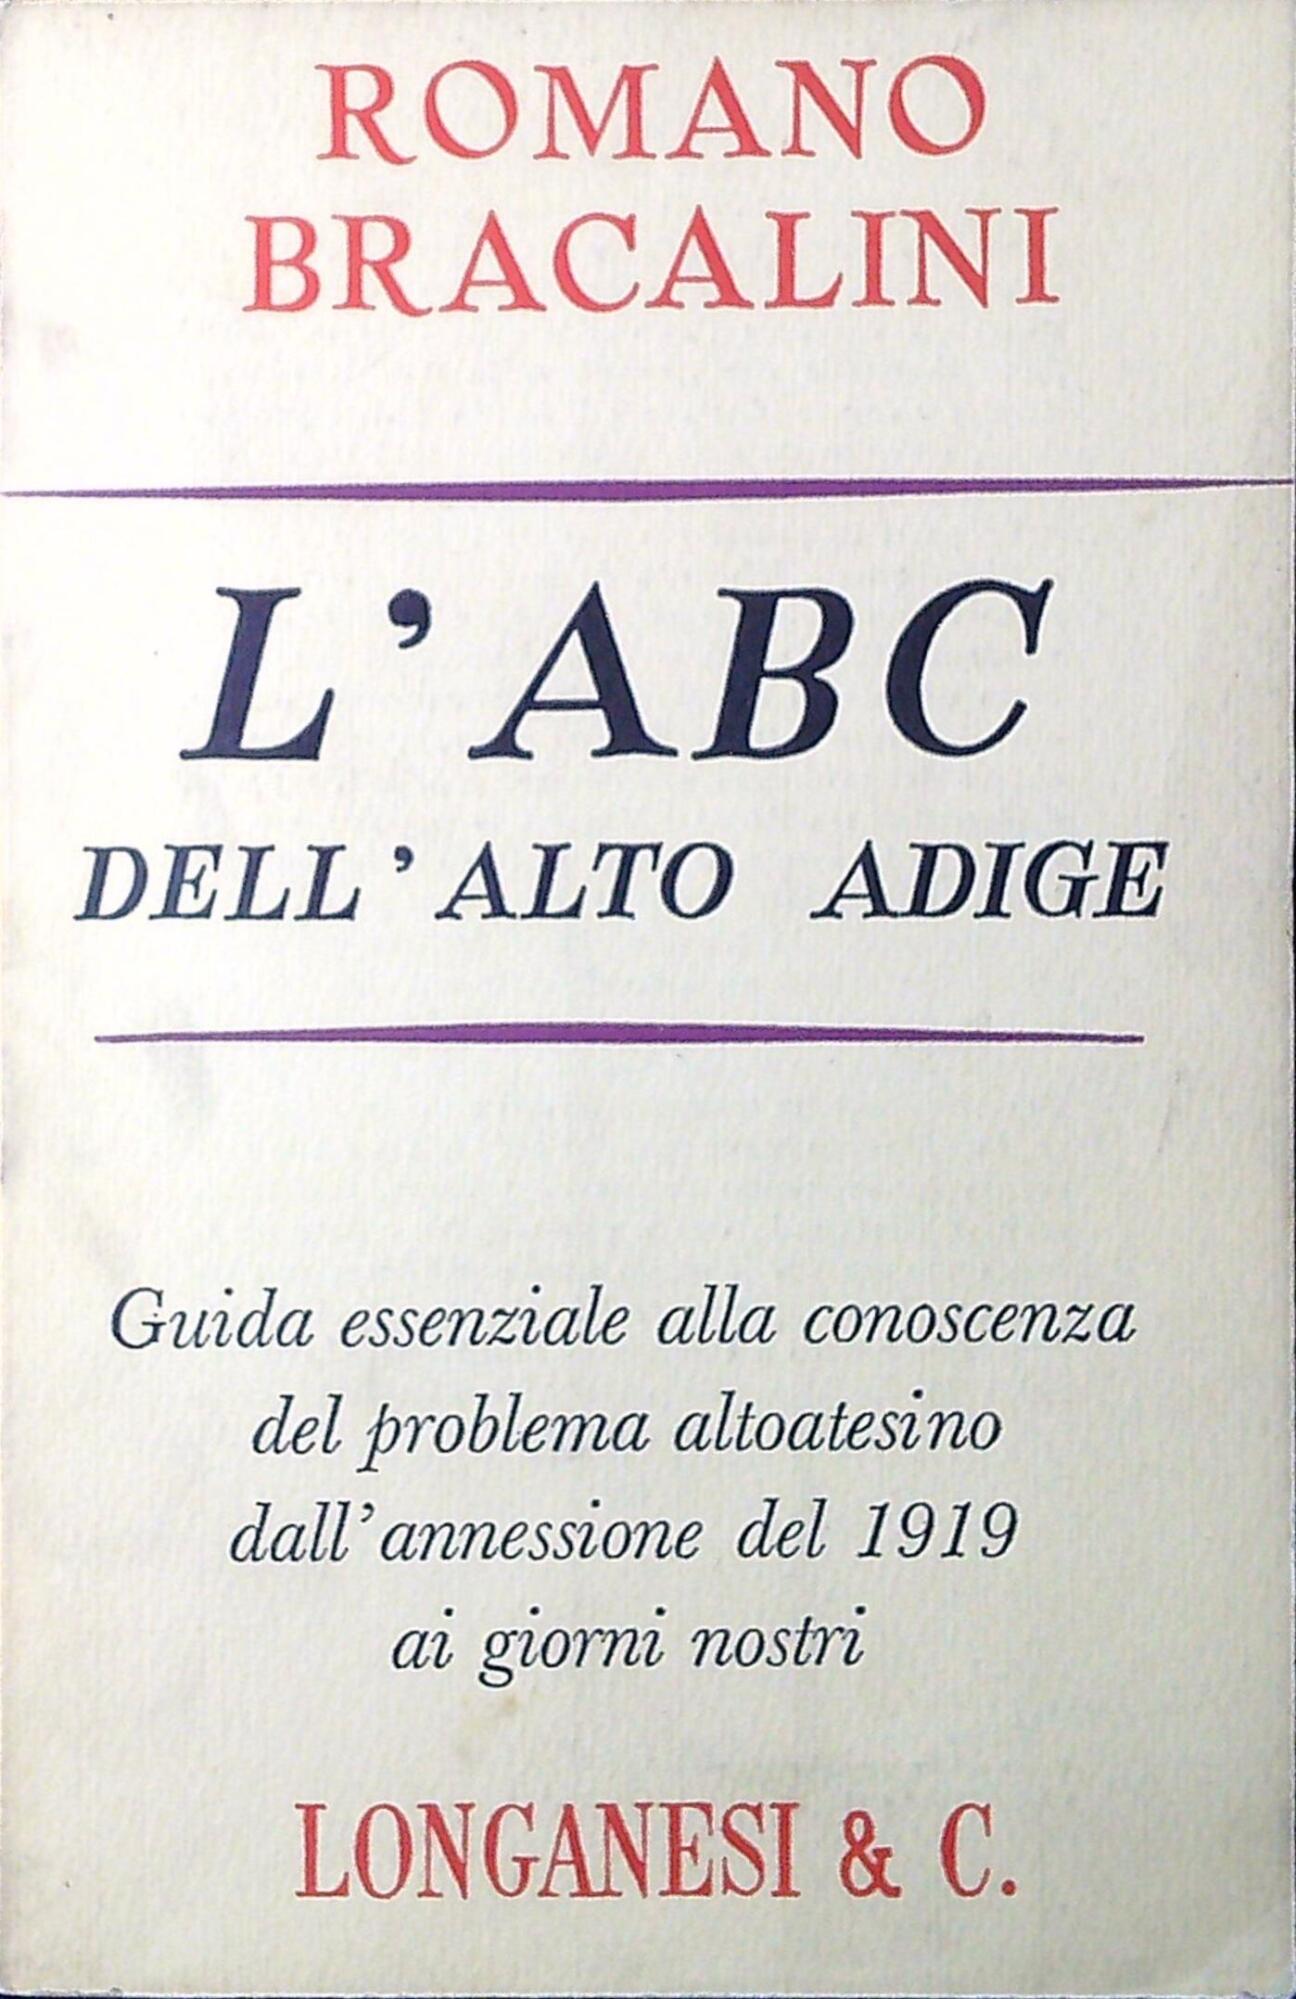 ROMANO
BRACALINI
L'ABC
DELL'ALTO ADIGE
Guida essenziale alla conoscenza
del problema altoatesino
dall'annessione del 1919
ai giorni nostri
LONGANESI & C.